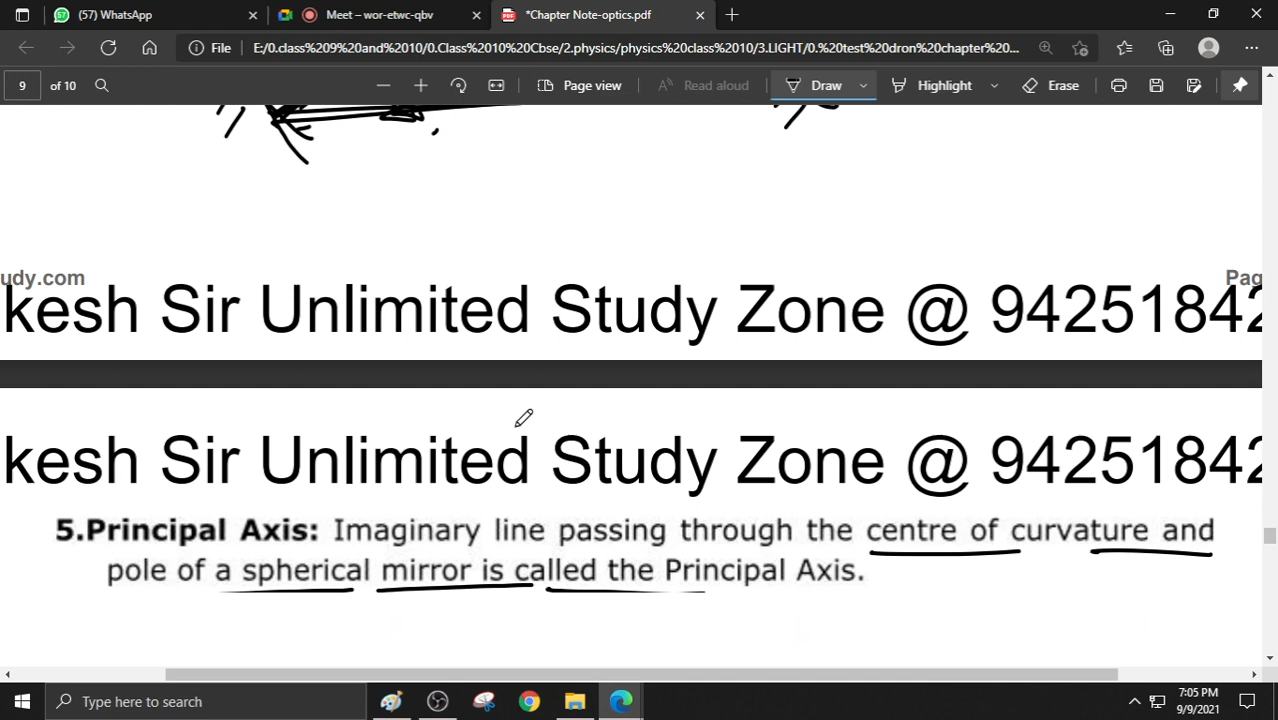 (57) WhatsApp
Meet – wor-etwc-qbv
*Chapter Note-optics.pdf
File
E:/0.class%209%20and%2010/0.Class%2010%20Cbse/2.physics/physics%20class%2010/3.LIGHT/0.%20test%20dron%20chapter%20...
9 of 10
Page view
Read aloud
Draw
Highlight
Erase
udy.com
Pag
kesh Sir Unlimited Study Zone @ 94251842
kesh Sir Unlimited Study Zone @ 94251842
5.Principal Axis: Imaginary line passing through the centre of curvature and
pole of a spherical mirror is called the Principal Axis.
Type here to search
7:05 PM
9/9/2021